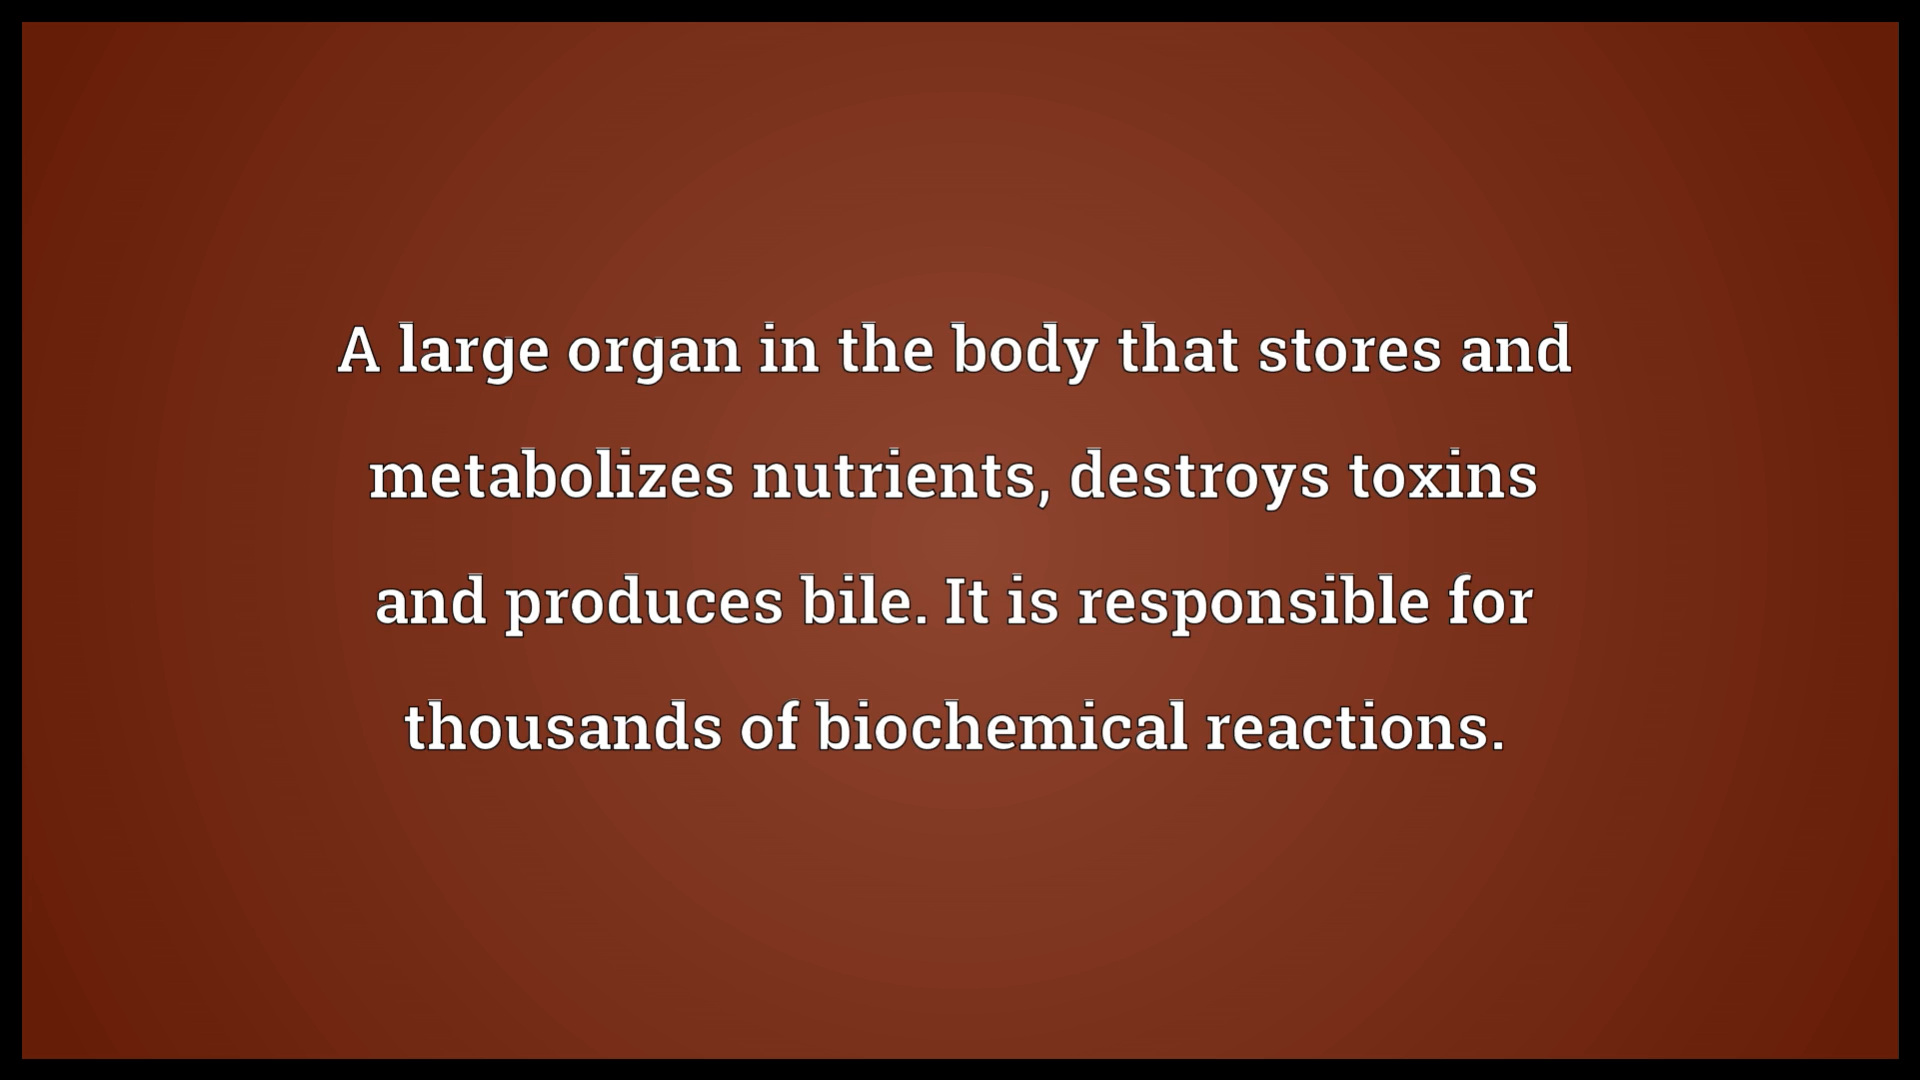 A large organ in the body that stores and
metabolizes nutrients, destroys toxins
and produces bile. It is responsible for
thousands of biochemical reactions.